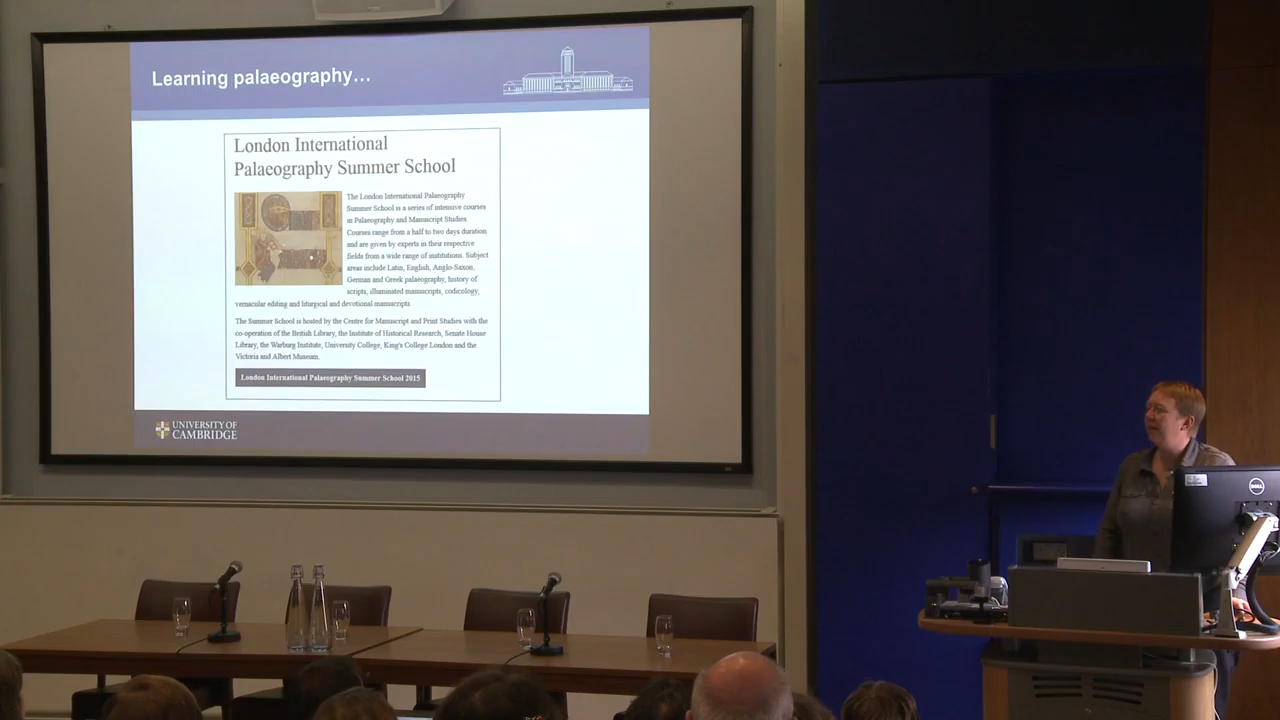 Learning palaeography...
London International
Palaeography Summer School
The London International Palaeography
Summer School is a series of intensive courses
in Palaeography and Manuscript Studies
Courses range from a half to two days duration
and are given by experts in their respective
fields from a wide range of institutions. Subject
areas include Latin, English, Anglo-Saxon,
German and Greek palaeography, history of
scripts, illuminated manuscripts, codicology,
vernacular editing and liturgical and devotional manuscripts
The Summer School is hosted by the Centre for Manuscript and Print Studies with the
co-operation of the British Library, the Institute of Historical Research, Senate House
Library, the Warburg Institute, University College, King's College London and the
Victoria and Albert Museum.
London International Palaeography Summer School 2015
UNIVERSITY OF
CAMBRIDGE
DELL